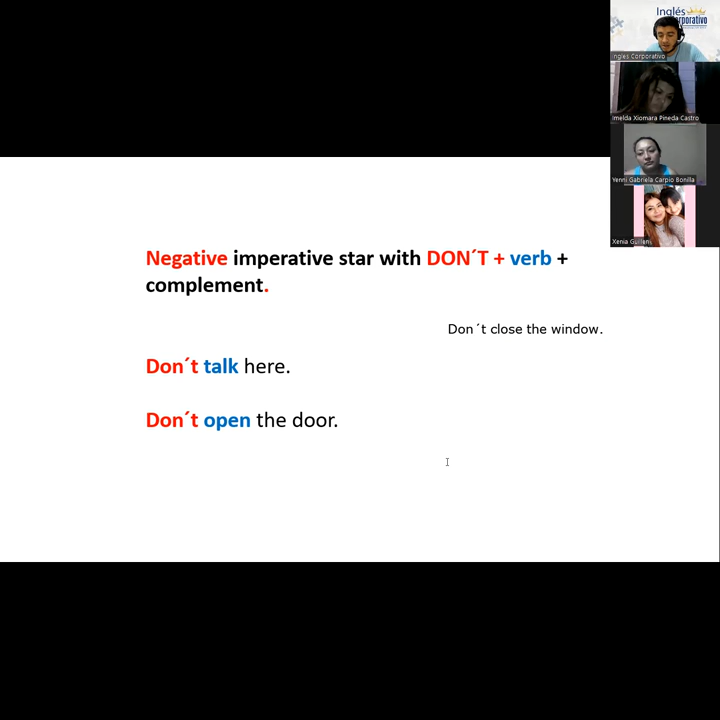 Inglés
Corporativo
Ingles Corporativo
Imelda Xiomara Pineda Castro
Yenni Gabriela Carpio Bonilla
Xenia Guillen
Negative imperative star with DON´T + verb +
complement.
Don´t close the window.
Don´t talk here.
Don´t open the door.